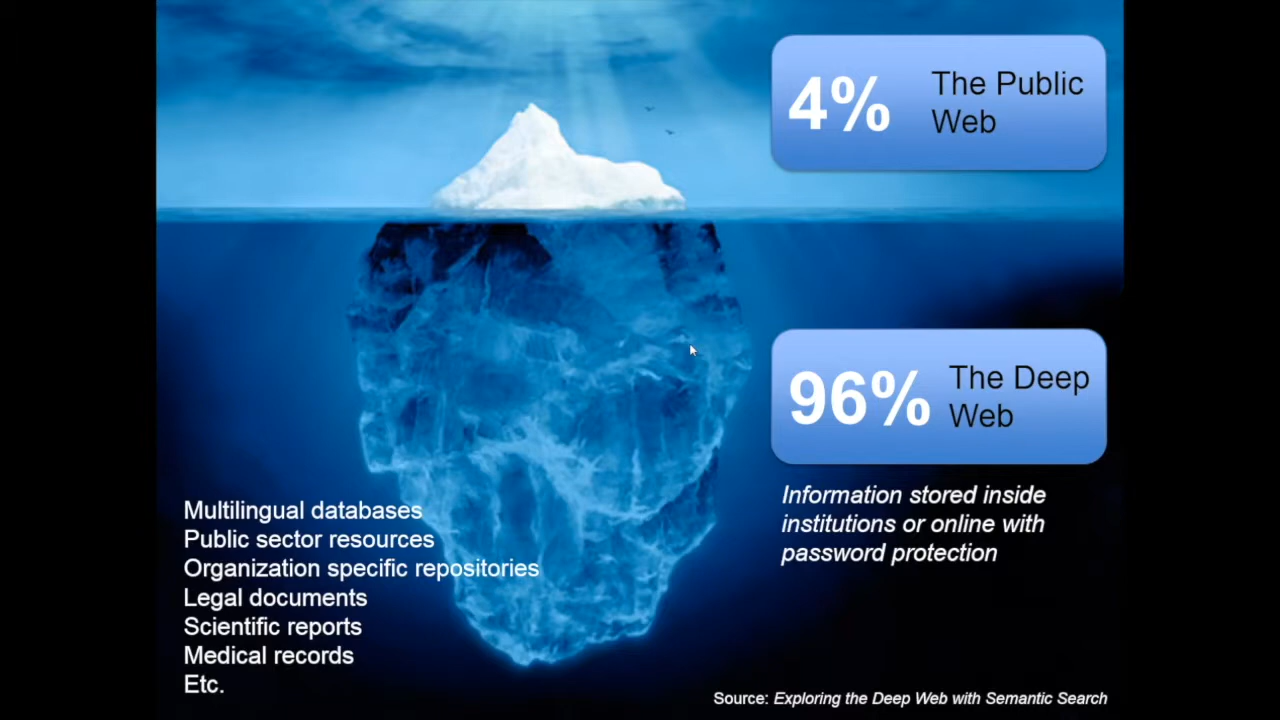 4%
The Public
Web
96%
The Deep
Web
Information stored inside
institutions or online with
password protection
Multilingual databases
Public sector resources
Organization specific repositories
Legal documents
Scientific reports
Medical records
Etc.
Source: Exploring the Deep Web with Semantic Search